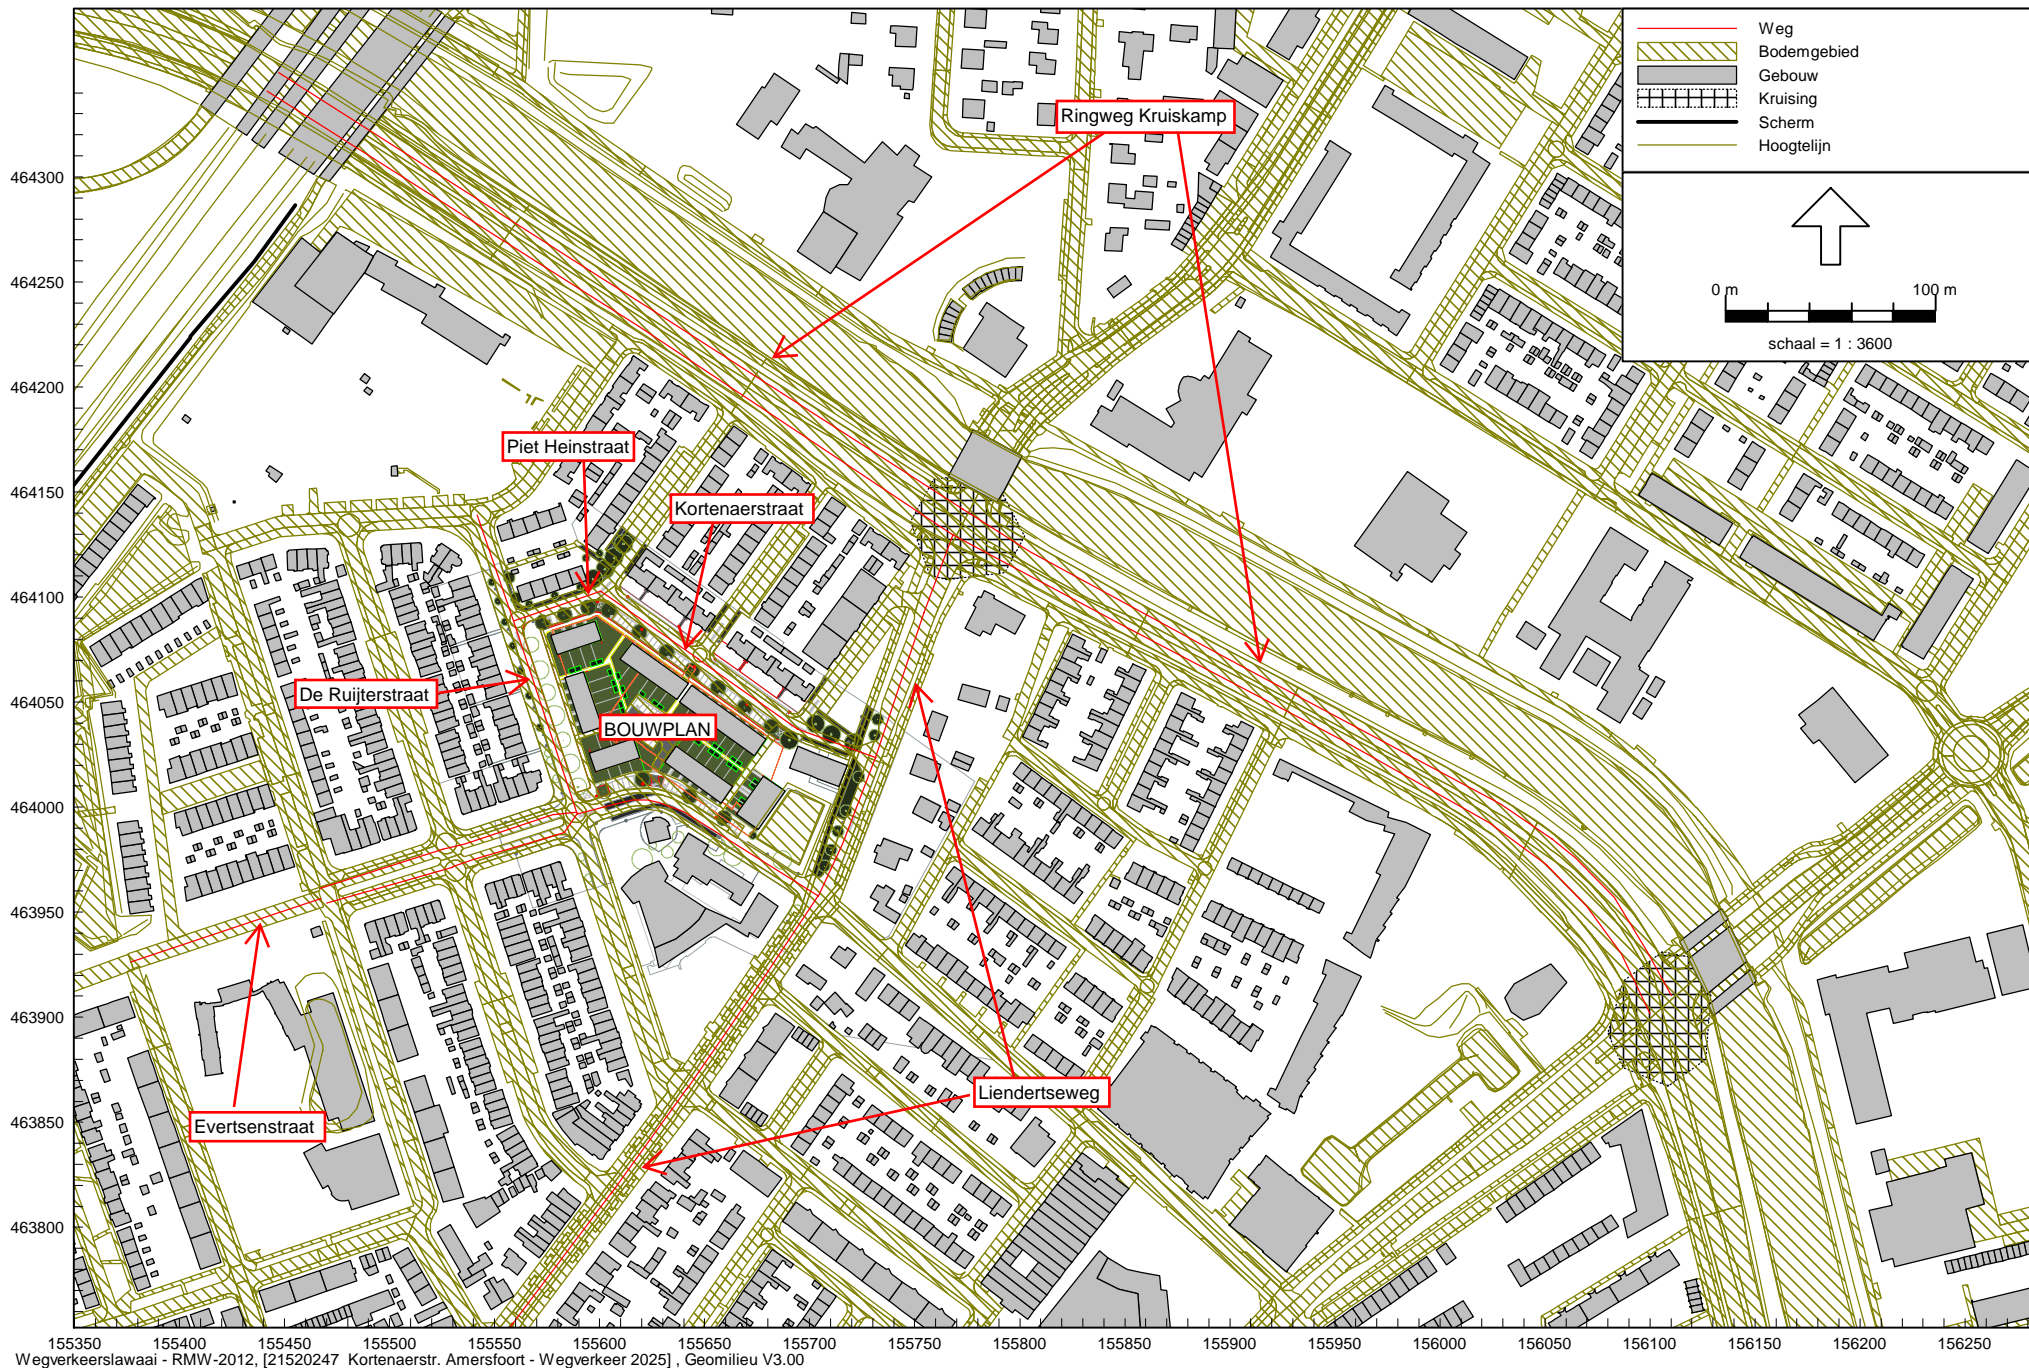 Weg
Bodemgebied
Gebouw
Kruising
Scherm
Hoogtelijn
0 m 100 m
schaal = 1 : 3600
Ringweg Kruiskamp
Piet Heinstraat
Kortenaerstraat
De Ruijterstraat
BOUWPLAN
Liendertseweg
Evertsenstraat
464300
464250
464200
464150
464100
464050
464000
463950
463900
463850
463800
155350 155400 155450 155500 155550 155600 155650 155700 155750 155800 155850 155900 155950 156000 156050 156100 156150 156200 156250
Wegverkeerslawaai - RMW-2012, [21520247 Kortenaerstr. Amersfoort - Wegverkeer 2025] , Geomilieu V3.00